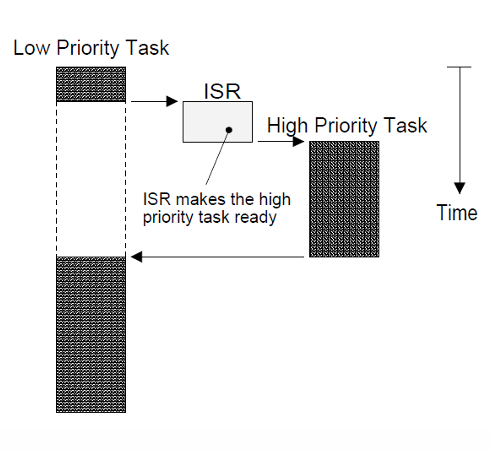 Low Priority Task
ISR
High Priority Task
ISR makes the high
priority task ready
Time